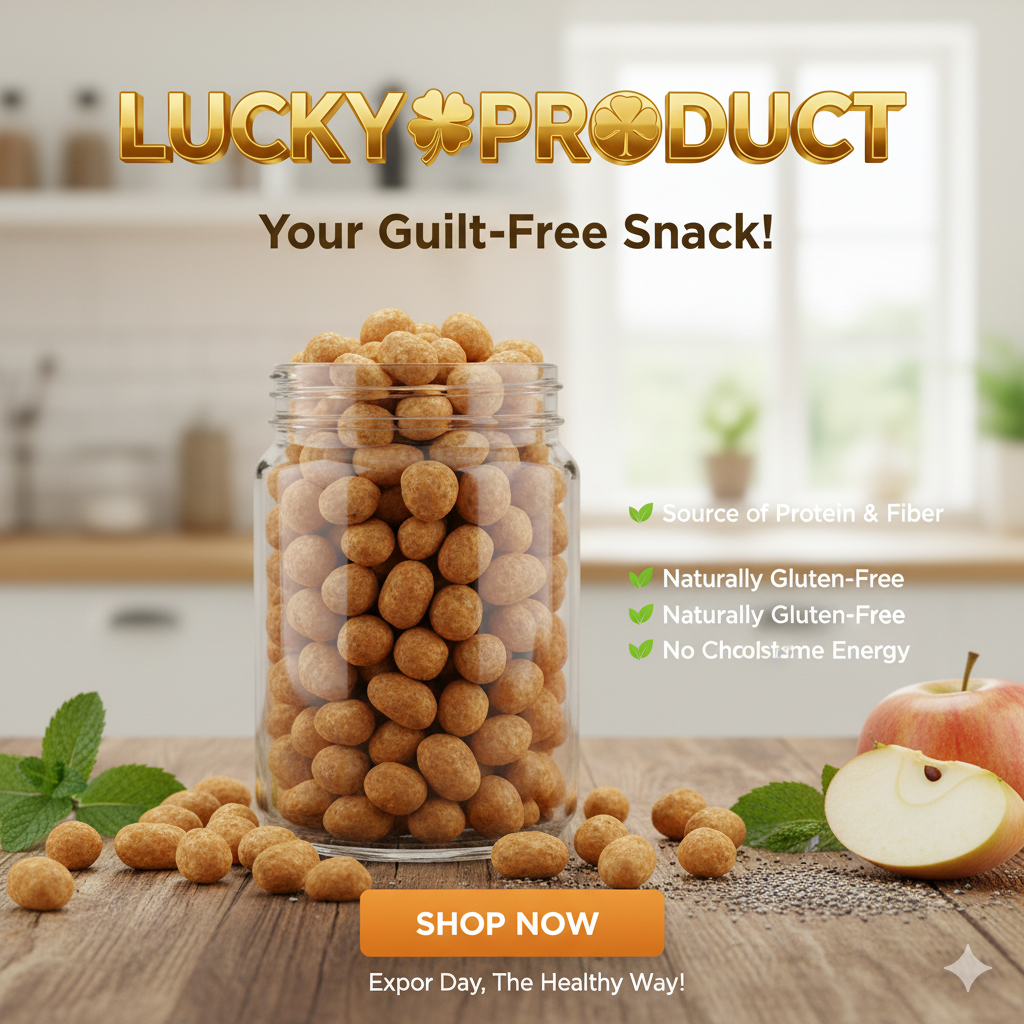 LUCKY PRODUCT
Your Guilt-Free Snack!
Source of Protein & Fiber
Naturally Gluten-Free
Naturally Gluten-Free
No Energy
SHOP NOW
Expor Day, The Healthy Way!